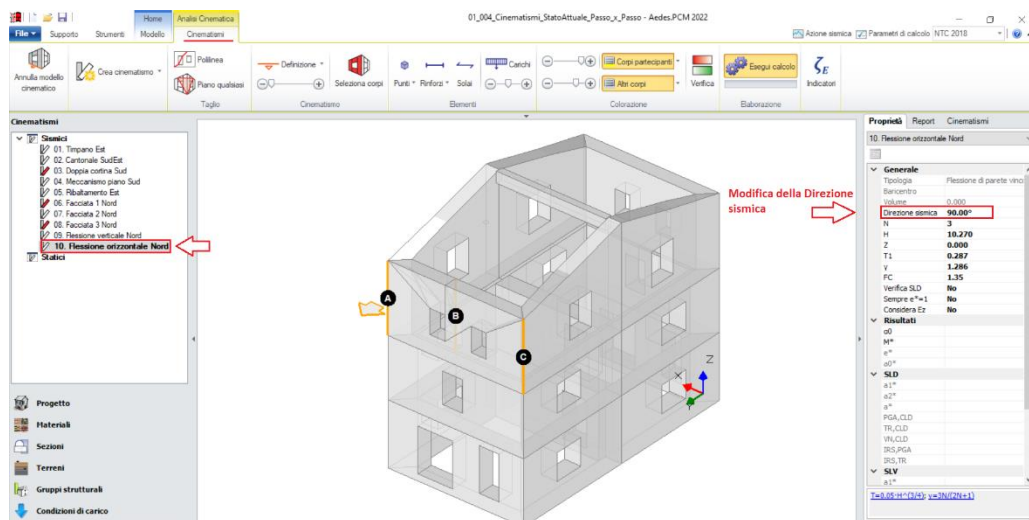 01_004_Cinematismi_StatoAttuale_Passo_x_Passo - Aedes.PCM 2022
Home
Analisi Cinematica
File
Supporto
Strumenti
Modello
Cinematismi
Azione sismica
Parametri di calcolo
NTC 2018
Annulla modello cinematico
Crea cinematismo
Polilinea
Piano qualsiasi
Taglio
Definizione
Seleziona corpi
Cinematismo
Punti
Rinforzi
Solai
Carichi
Elementi
Corpi partecipanti
Altri corpi
Colorazione
Verifica
Esegui calcolo
Elaborazione
ζE
Indicatori
Cinematismi
Sismici
01. Timpano Est
02. Cantonale SudEst
03. Doppia cortina Sud
04. Meccanismo piano Sud
05. Ribaltamento Est
06. Facciata 1 Nord
07. Facciata 2 Nord
08. Facciata 3 Nord
09. Flessione verticale Nord
10. Flessione orizzontale Nord
Statici
Progetto
Materiali
Sezioni
Terreni
Gruppi strutturali
Condizioni di carico
A
B
C
Z
X
Y
Modifica della Direzione
sismica
Proprietà Report Cinematismi
10. Flessione orizzontale Nord
Generale
Tipologia Flessione di parete vinco
Baricentro
Volume 0.000
Direzione sismica 90.00°
N 3
H 10.270
Z 0.000
T1 0.287
γ 1.286
FC 1.35
Verifica SLD No
Sempre e*=1 No
Considera Ez No
Risultati
α0
M*
e*
a0*
SLD
a1*
a2*
a*
PGA,CLD
TR,CLD
VN,CLD
IRS,PGA
IRS,TR
SLV
a1*
T=0.05·H^(3/4); γ=3N/(2N+1)